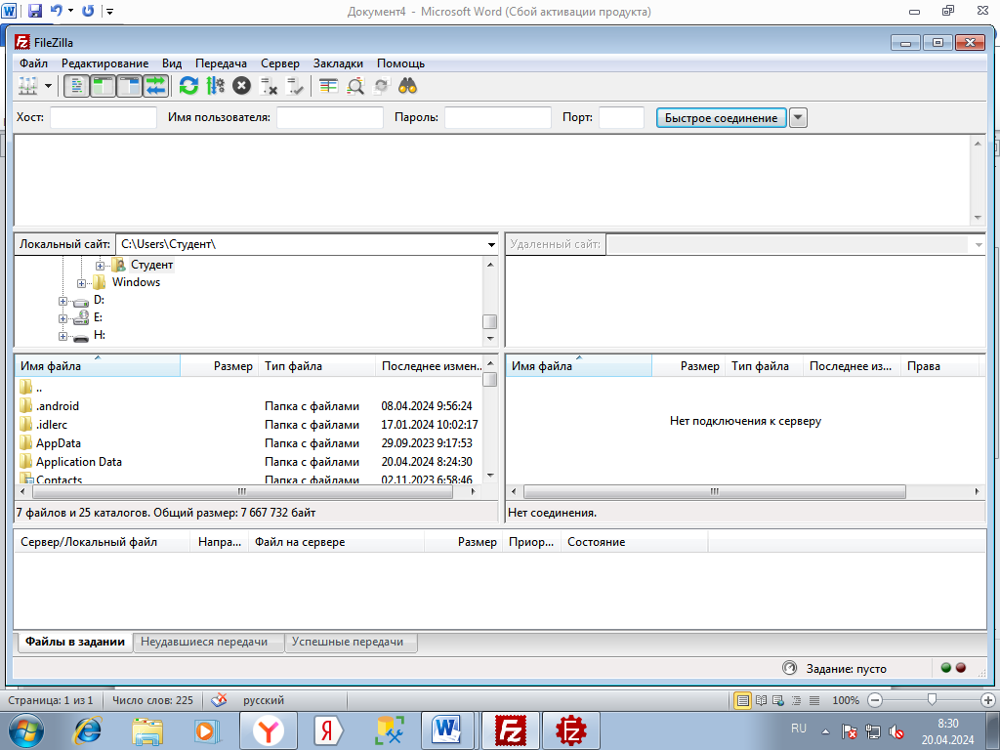 Документ4 - Microsoft Word (Сбой активации продукта)
FileZilla
Файл Редактирование Вид Передача Сервер Закладки Помощь
Хост: Имя пользователя: Пароль: Порт: Быстрое соединение
Локальный сайт: C:\Users\Студент\
Удаленный сайт:
Студент
Windows
D:
E:
H:
Имя файла Размер Тип файла Последнее измен...
Имя файла Размер Тип файла Последнее из... Права
..
.android Папка с файлами 08.04.2024 9:56:24
.idlerc Папка с файлами 17.01.2024 10:02:17
AppData Папка с файлами 29.09.2023 9:17:53
Application Data Папка с файлами 20.04.2024 8:24:30
Contacts Папка с файлами 02.11.2023 6:58:46
Нет подключения к серверу
7 файлов и 25 каталогов. Общий размер: 7 667 732 байт
Нет соединения.
Сервер/Локальный файл Напра... Файл на сервере Размер Приор... Состояние
Файлы в задании Неудавшиеся передачи Успешные передачи
Задание: пусто
Страница: 1 из 1 Число слов: 225 русский 100%
RU 8:30
20.04.2024